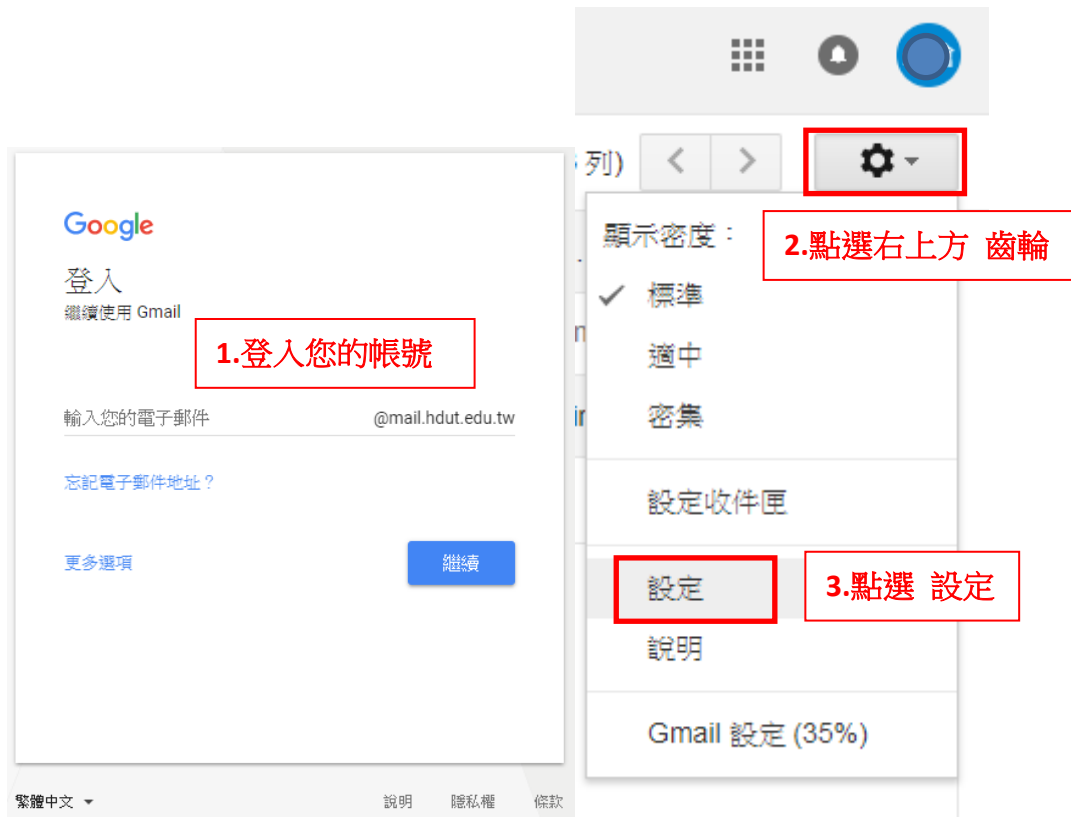 Google
登入
繼續使用 Gmail
1.登入您的帳號
輸入您的電子郵件 @mail.hdut.edu.tw
忘記電子郵件地址？
更多選項 繼續
繁體中文 說明 隱私權 條款
列)
2.點選右上方 齒輪
顯示密度：
標準
適中
密集
設定收件匣
設定
3.點選 設定
說明
Gmail 設定 (35%)